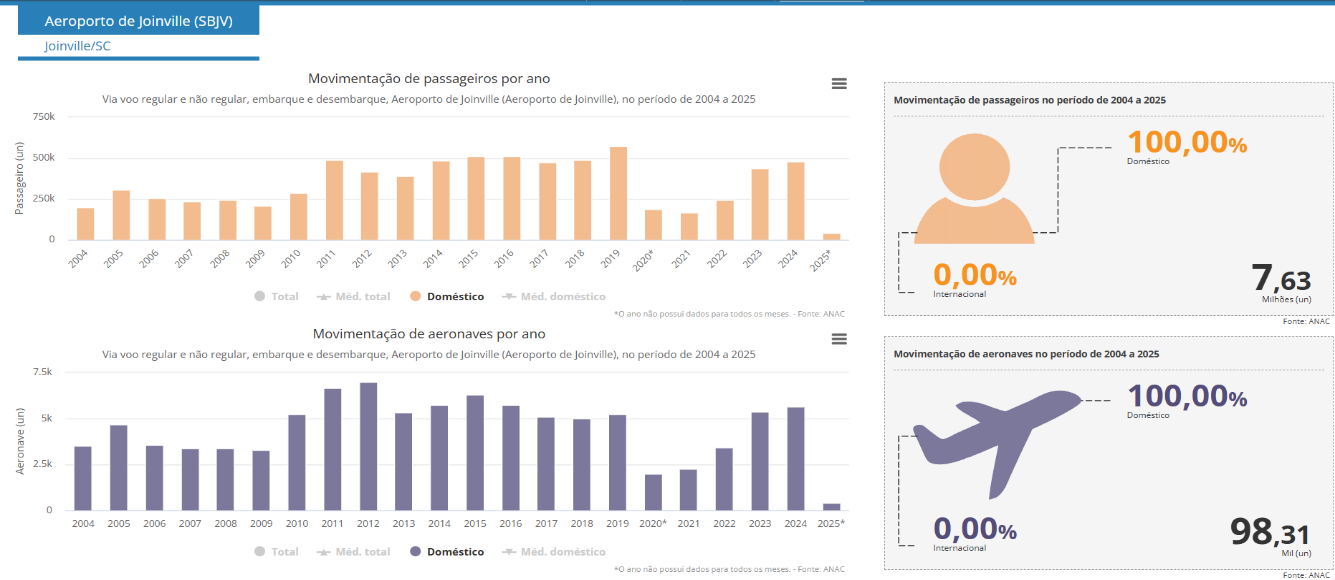 Aeroporto de Joinville (SBJV)
Joinville/SC
Movimentação de passageiros por ano
Via voo regular e não regular, embarque e desembarque, Aeroporto de Joinville (Aeroporto de Joinville), no período de 2004 a 2025
Passageiro (un)
750k
500k
250k
0
2004 2005 2006 2007 2008 2009 2010 2011 2012 2013 2014 2015 2016 2017 2018 2019 2020* 2021 2022 2023 2024 2025*
Total Méd. total Doméstico Méd. doméstico
*O ano não possui dados para todos os meses. - Fonte: ANAC
Movimentação de passageiros no período de 2004 a 2025
100,00%
Doméstico
0,00%
Internacional
7,63
Milhões (un)
Fonte: ANAC
Movimentação de aeronaves por ano
Via voo regular e não regular, embarque e desembarque, Aeroporto de Joinville (Aeroporto de Joinville), no período de 2004 a 2025
Aeronave (un)
7.5k
5k
2.5k
0
2004 2005 2006 2007 2008 2009 2010 2011 2012 2013 2014 2015 2016 2017 2018 2019 2020* 2021 2022 2023 2024 2025*
Total Méd. total Doméstico Méd. doméstico
*O ano não possui dados para todos os meses. - Fonte: ANAC
Movimentação de aeronaves no período de 2004 a 2025
100,00%
Doméstico
0,00%
Internacional
98,31
Mil (un)
Fonte: ANAC